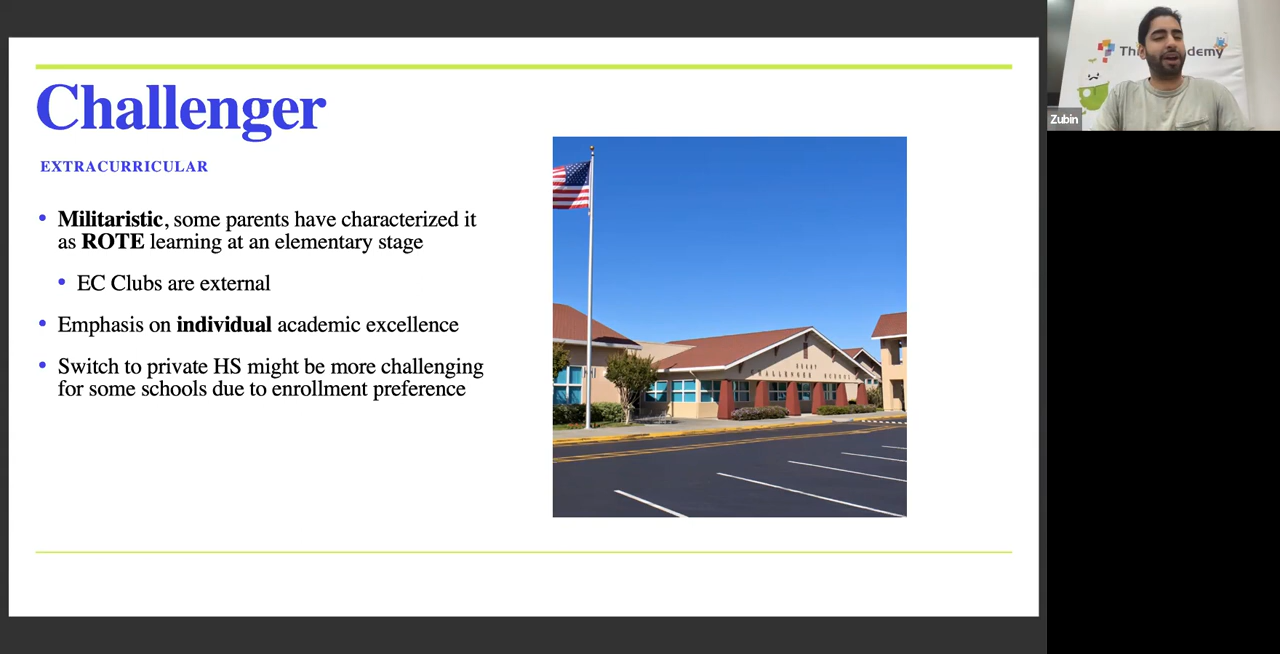 Challenger
EXTRACURRICULAR
• Militaristic, some parents have characterized it
as ROTE learning at an elementary stage
• EC Clubs are external
• Emphasis on individual academic excellence
• Switch to private HS might be more challenging
for some schools due to enrollment preference
CHALLENGER SCHOOL
Zubin